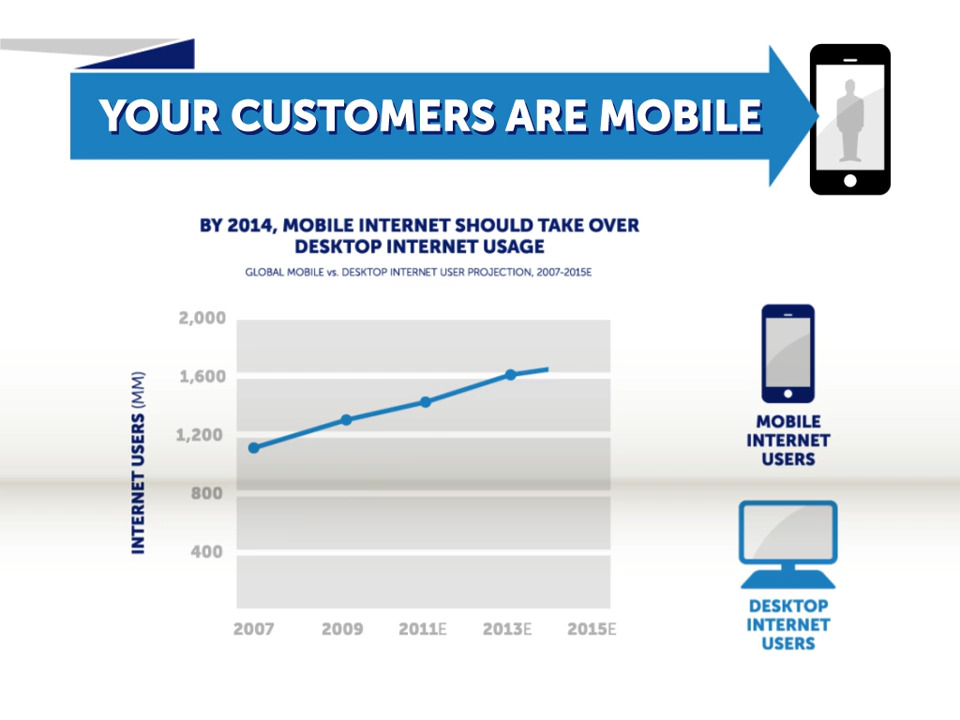 YOUR CUSTOMERS ARE MOBILE
BY 2014, MOBILE INTERNET SHOULD TAKE OVER
DESKTOP INTERNET USAGE
GLOBAL MOBILE vs. DESKTOP INTERNET USER PROJECTION, 2007-2015E
INTERNET USERS (MM)
2,000
1,600
1,200
800
400
2007 2009 2011E 2013E 2015E
MOBILE
INTERNET
USERS
DESKTOP
INTERNET
USERS